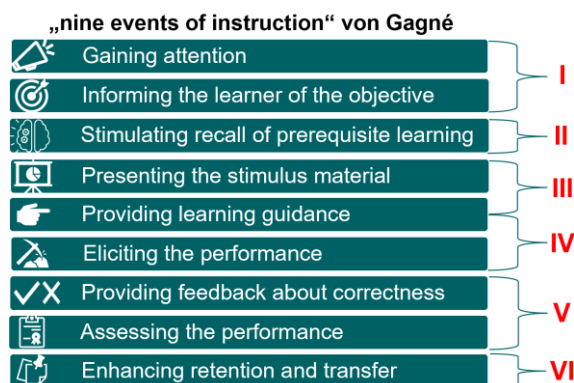 „nine events of instruction“ von Gagné
Gaining attention
Informing the learner of the objective
I
Stimulating recall of prerequisite learning
II
Presenting the stimulus material
III
Providing learning guidance
Eliciting the performance
IV
Providing feedback about correctness
Assessing the performance
V
Enhancing retention and transfer
VI